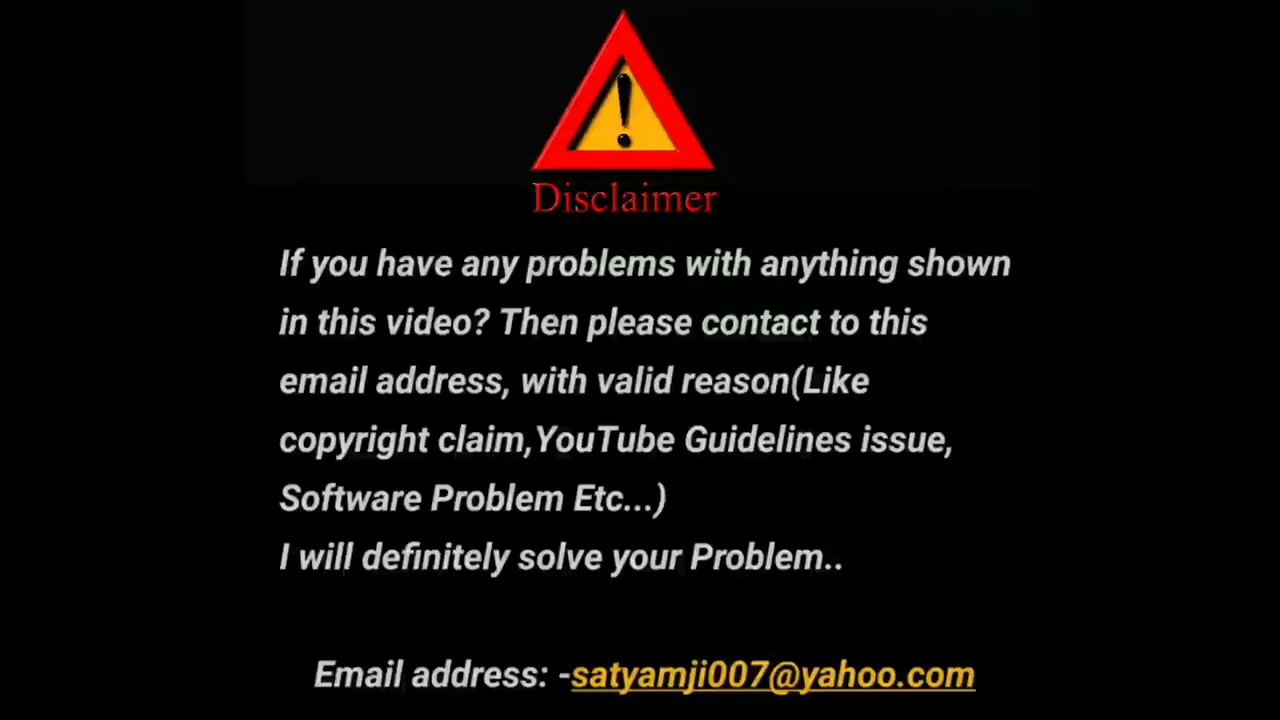 Disclaimer
If you have any problems with anything shown
in this video? Then please contact to this
email address, with valid reason(Like
copyright claim,YouTube Guidelines issue,
Software Problem Etc...)
I will definitely solve your Problem..
Email address: -satyamji007@yahoo.com